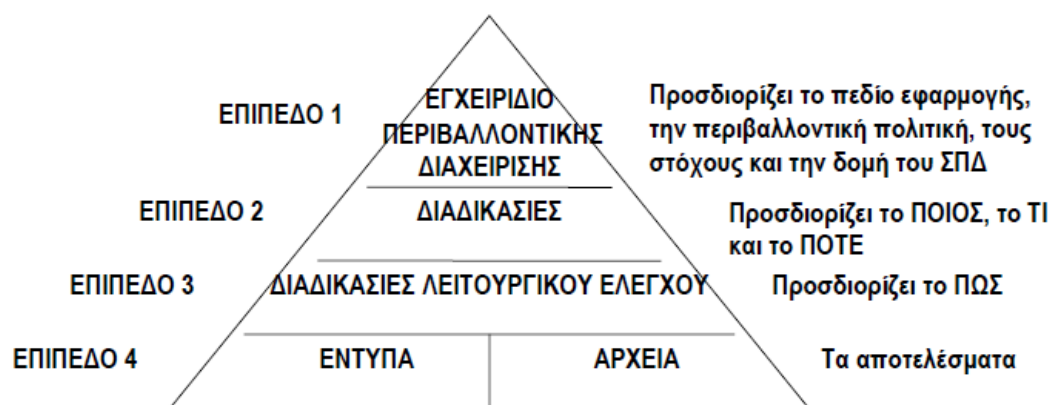 ΕΠΙΠΕΔΟ 1
ΕΓΧΕΙΡΙΔΙΟ
ΠΕΡΙΒΑΛΛΟΝΤΙΚΗΣ
ΔΙΑΧΕΙΡΙΣΗΣ
Προσδιορίζει το πεδίο εφαρμογής,
την περιβαλλοντική πολιτική, τους
στόχους και την δομή του ΣΠΔ
ΕΠΙΠΕΔΟ 2
ΔΙΑΔΙΚΑΣΙΕΣ
Προσδιορίζει το ΠΟΙΟΣ, το ΤΙ
και το ΠΟΤΕ
ΕΠΙΠΕΔΟ 3
ΔΙΑΔΙΚΑΣΙΕΣ ΛΕΙΤΟΥΡΓΙΚΟΥ ΕΛΕΓΧΟΥ
Προσδιορίζει το ΠΩΣ
ΕΠΙΠΕΔΟ 4
ΕΝΤΥΠΑ
ΑΡΧΕΙΑ
Τα αποτελέσματα